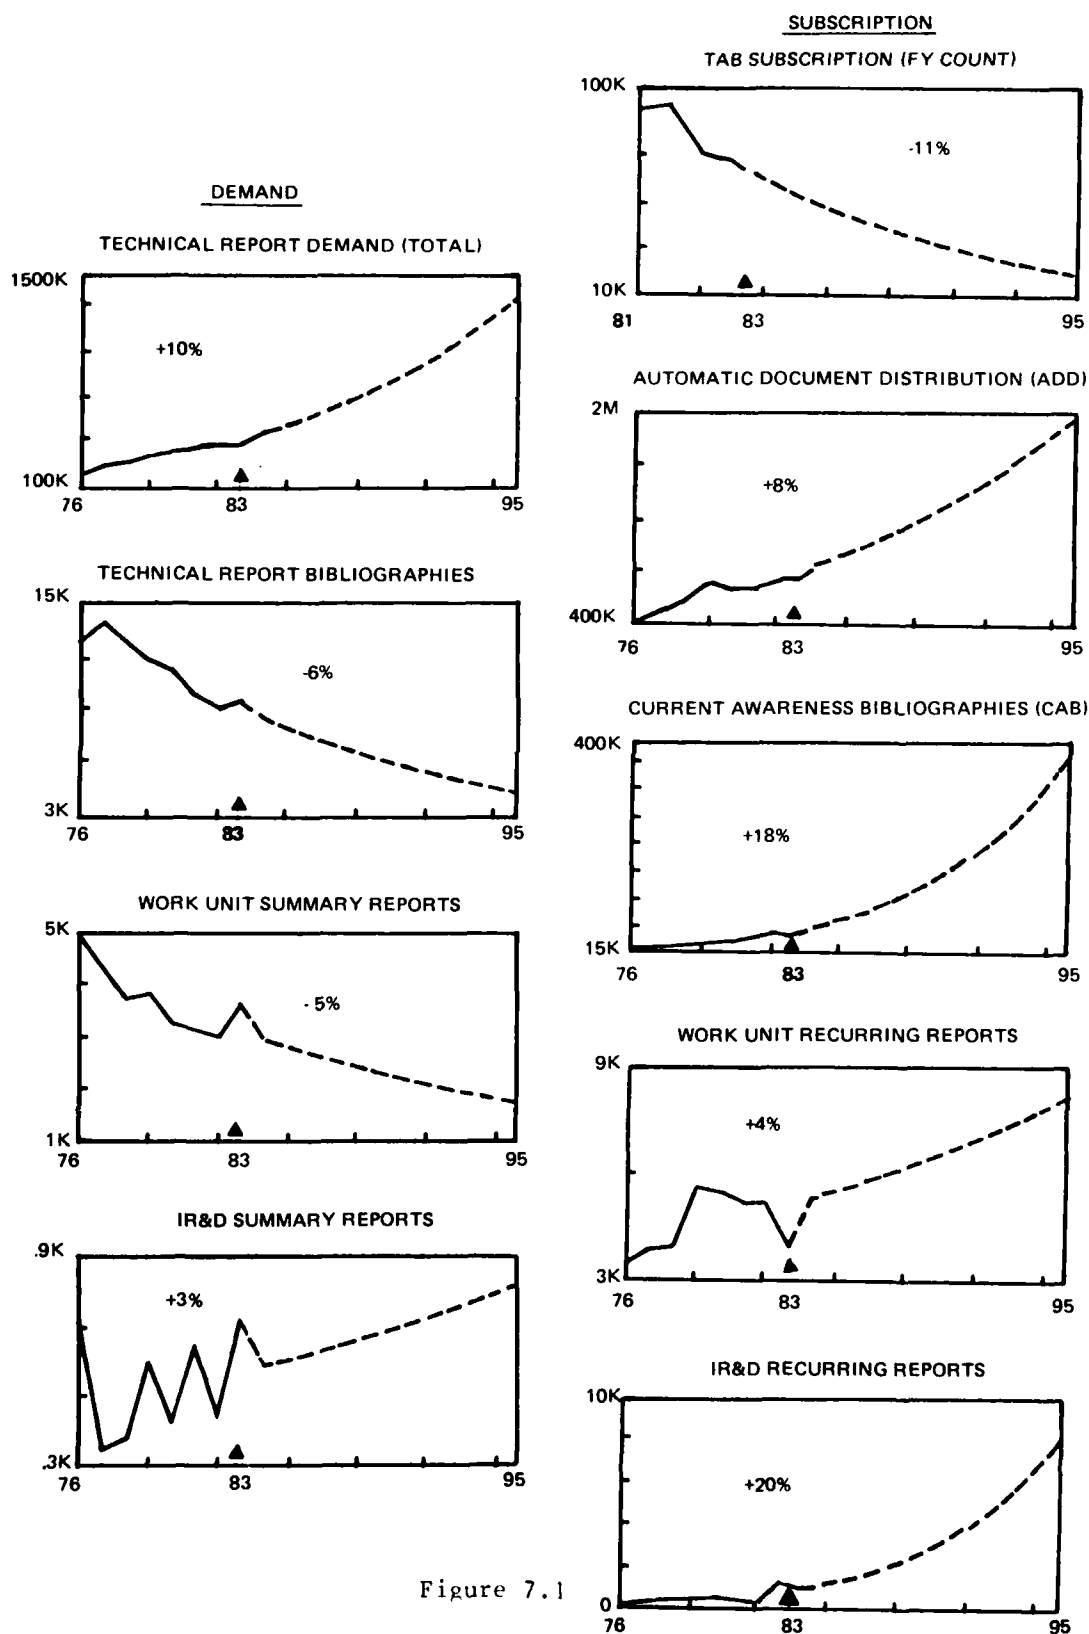 DEMAND
TECHNICAL REPORT DEMAND (TOTAL)
1500K
+10%
100K
76 83 95
TECHNICAL REPORT BIBLIOGRAPHIES
15K
-6%
3K
76 83 95
WORK UNIT SUMMARY REPORTS
5K
- 5%
1K
76 83 95
IR&D SUMMARY REPORTS
.9K
+3%
.3K
76 83 95
SUBSCRIPTION
TAB SUBSCRIPTION (FY COUNT)
100K
-11%
10K
81 83 95
AUTOMATIC DOCUMENT DISTRIBUTION (ADD)
2M
+8%
400K
76 83 95
CURRENT AWARENESS BIBLIOGRAPHIES (CAB)
400K
+18%
15K
76 83 95
WORK UNIT RECURRING REPORTS
9K
+4%
3K
76 83 95
IR&D RECURRING REPORTS
10K
+20%
0
76 83 95
Figure 7.1